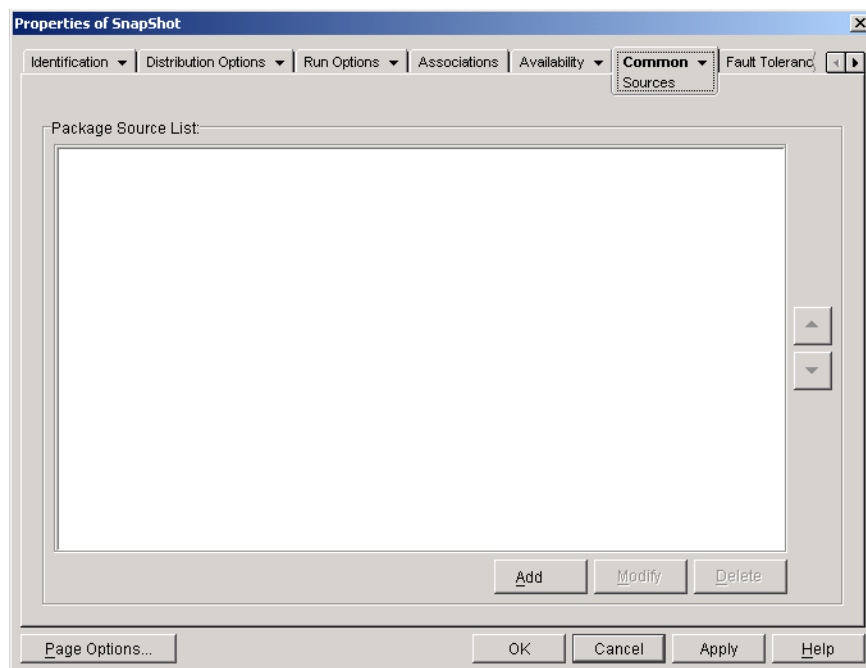 Properties of SnapShot
Identification Distribution Options Run Options Associations Availability Common Fault Toleranc
Sources
Package Source List:
Add Modify Delete
Page Options... OK Cancel Apply Help